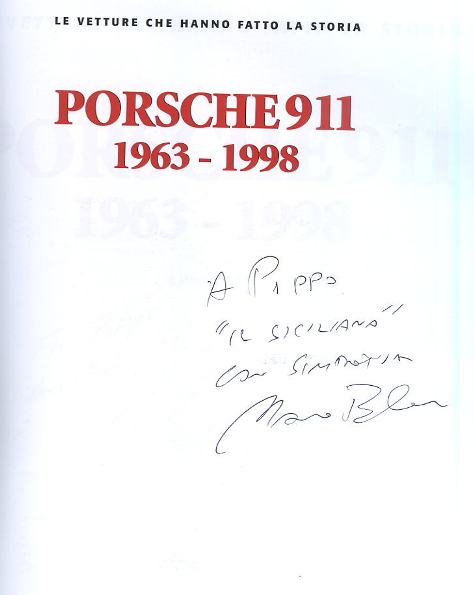 LE VETTURE CHE HANNO FATTO LA STORIA
PORSCHE 911
1963 - 1998
A PIPPO
"IL SICILIANO"
CON SIMPATIA